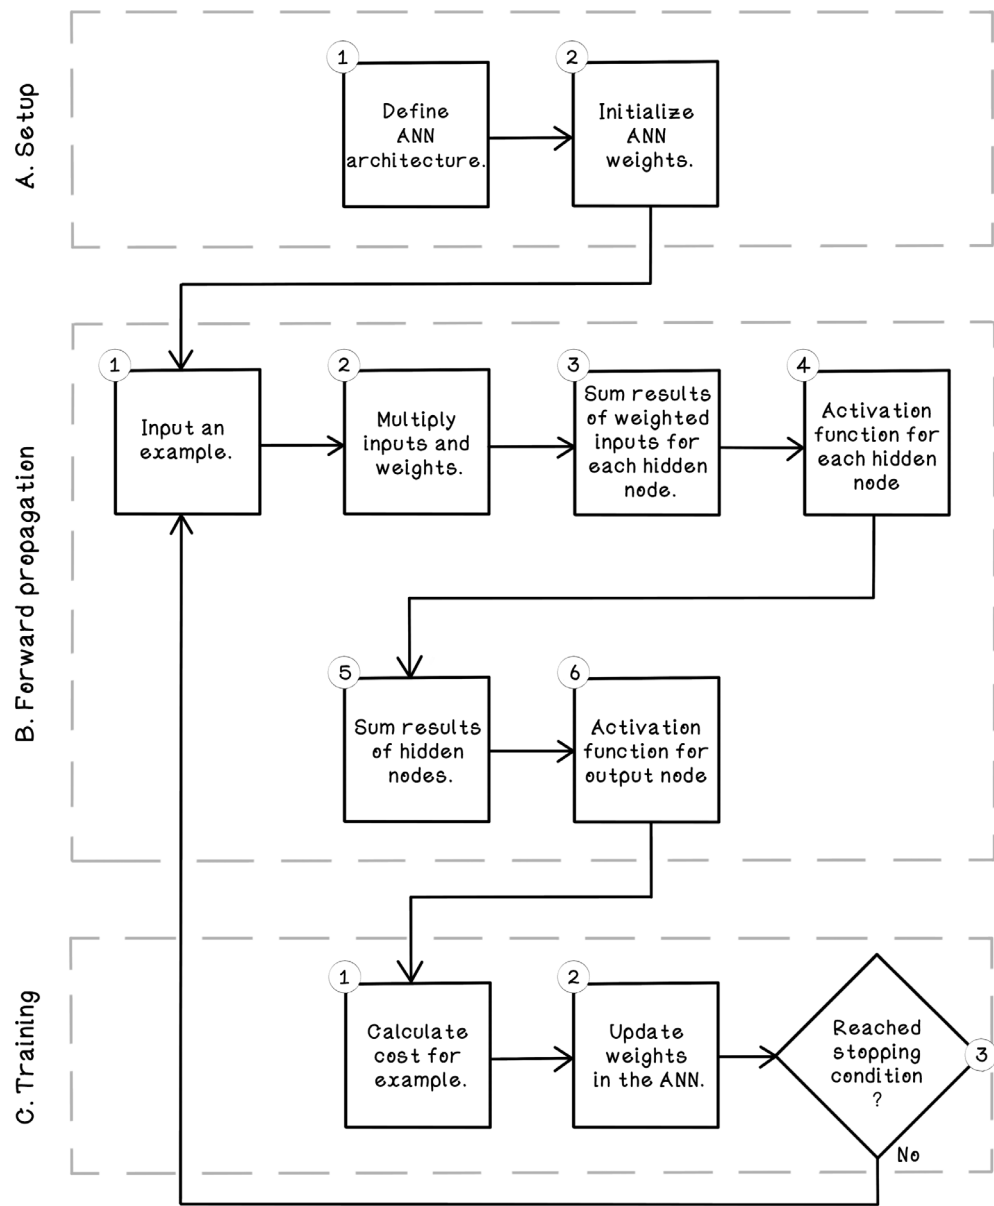 A. Setup
1
Define
ANN
architecture.
2
Initialize
ANN
weights.
B. Forward propagation
1
Input an
example.
2
Multiply
inputs and
weights.
3
Sum results
of weighted
inputs for
each hidden
node.
4
Activation
function for
each hidden
node
5
Sum results
of hidden
nodes.
6
Activation
function for
output node
C. Training
1
Calculate
cost for
example.
2
Update
weights
in the ANN.
Reached
stopping
condition
?
3
No